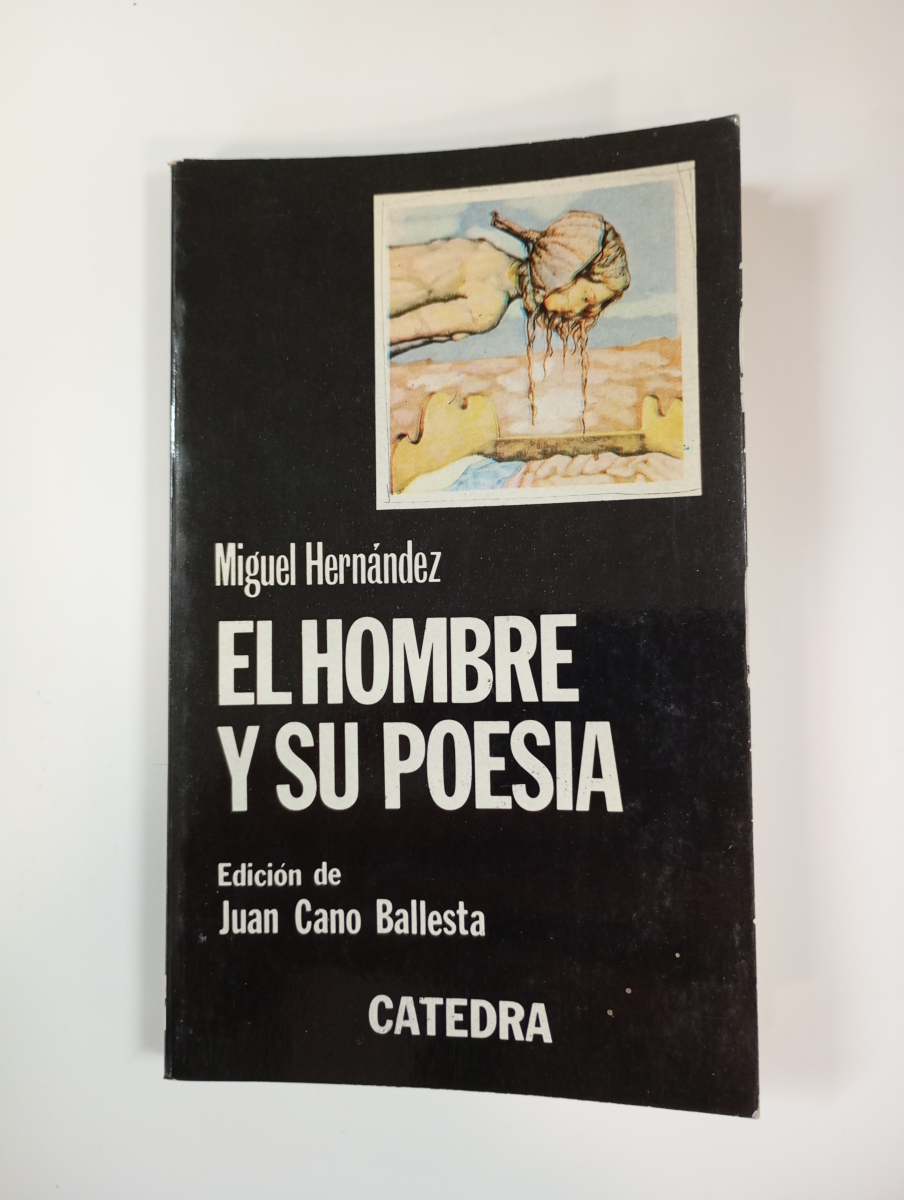 Miguel Hernández
EL HOMBRE
Y SU POESIA
Edición de
Juan Cano Ballesta
CATEDRA